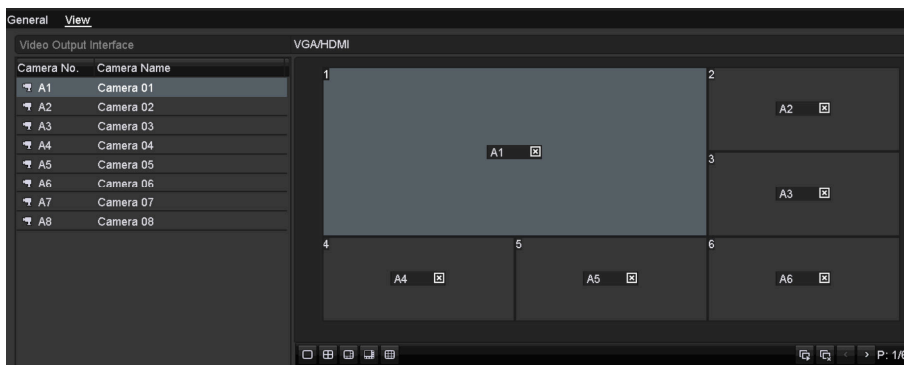 General View
Video Output Interface VGA/HDMI
Camera No. Camera Name
A1 Camera 01
A2 Camera 02
A3 Camera 03
A4 Camera 04
A5 Camera 05
A6 Camera 06
A7 Camera 07
A8 Camera 08
1
A1
2
A2
3
A3
4
A4
5
A5
6
A6
P: 1/6